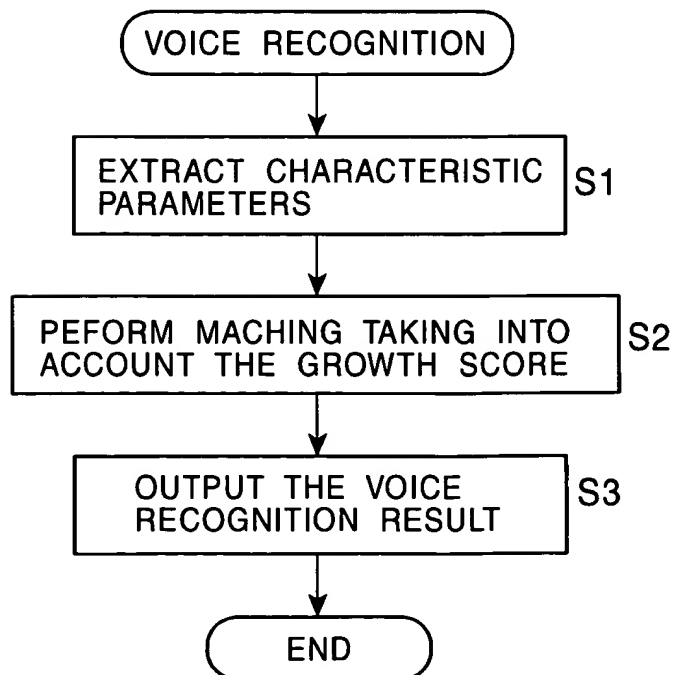 VOICE RECOGNITION
EXTRACT CHARACTERISTIC
PARAMETERS
S1
PEFORM MACHING TAKING INTO
ACCOUNT THE GROWTH SCORE
S2
OUTPUT THE VOICE
RECOGNITION RESULT
S3
END